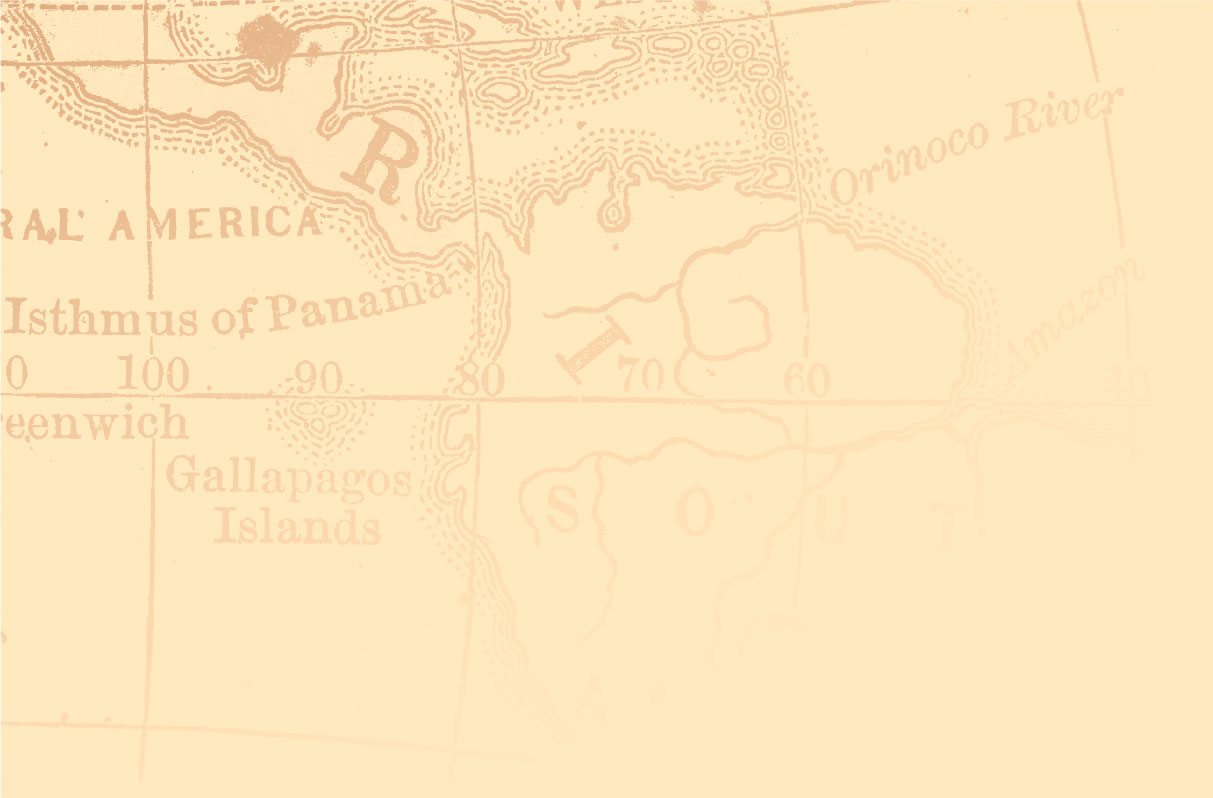 R
Orinoco River
RAL AMERICA
Isthmus of Panama
Amazon
I
0 100 90 80 70 60 40
eenwich
Gallapagos
Islands
S O U T
A